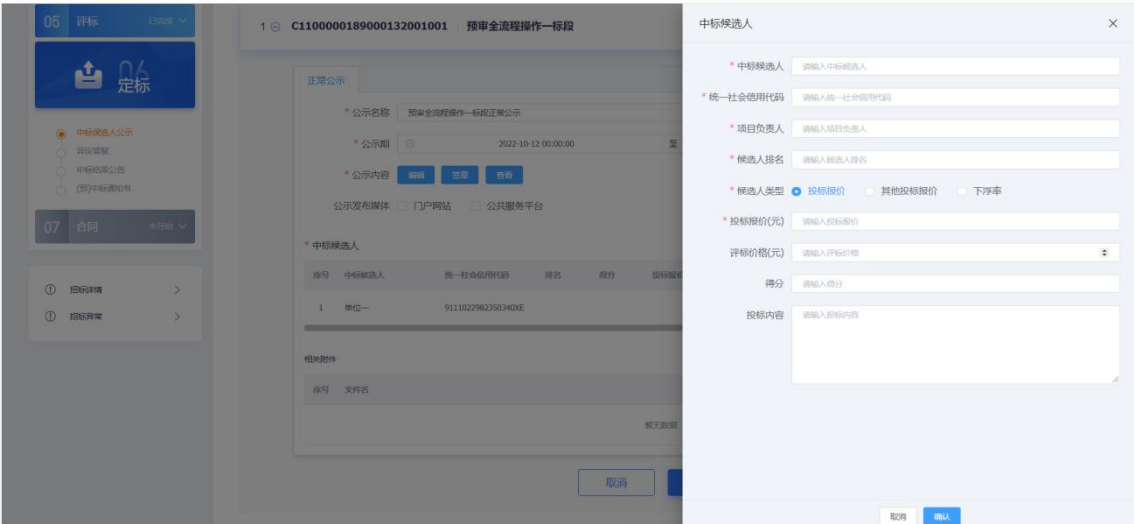 05 评标 已完成
06
定标
中标候选人公示
异议答复
中标结果公告
(预)中标通知书
07 合同 未开始
招标详情
招标异常
1 C1100000189000132001001 预审全流程操作一标段
正常公示
* 公示名称 预审全流程操作一标段正常公示
* 公示期 2022-10-12 00:00:00 至
* 公示内容 编辑 签章 查看
公示发布媒体 门户网站 公共服务平台
* 中标候选人
序号 中标候选人 统一社会信用代码 排名 得分 投标报价
1 单位一 9111022982350340XE
相关附件
序号 文件名
暂无数据
取消
中标候选人
* 中标候选人 请输入中标候选人
* 统一社会信用代码 请输入统一社会信用代码
* 项目负责人 请输入项目负责人
* 候选人排名 请输入候选人排名
* 候选人类型 投标报价 其他投标报价 下浮率
* 投标报价(元) 请输入投标报价
评标价格(元) 请输入评标价格
得分 请输入得分
投标内容 请输入投标内容
取消 确认